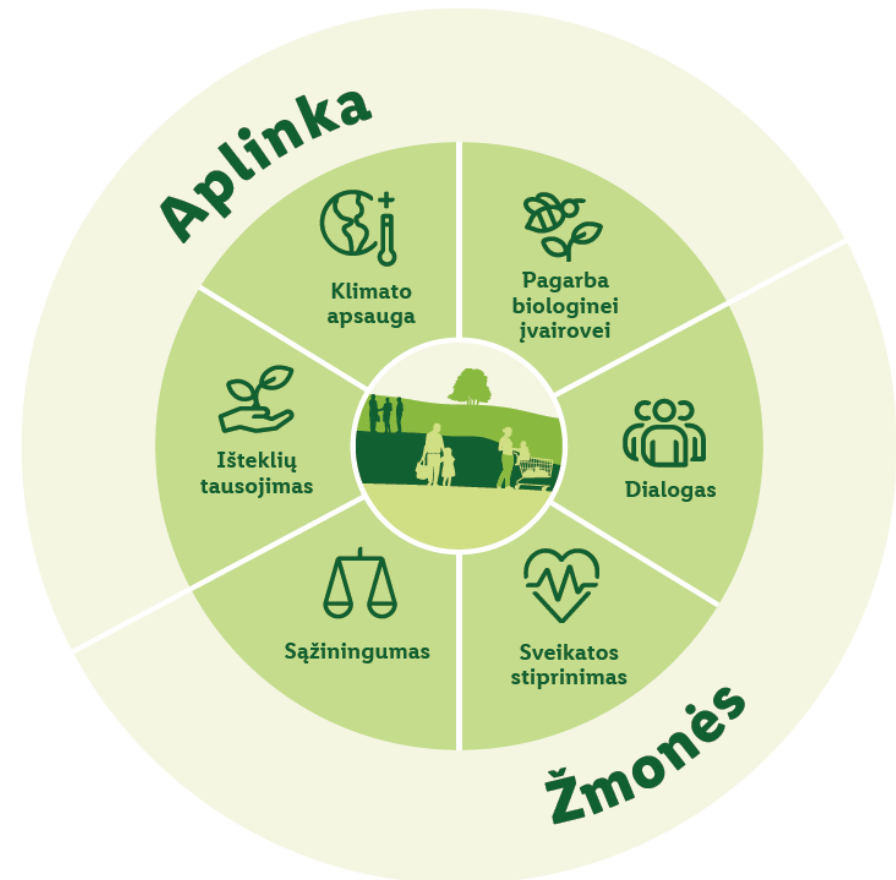 Aplinka
Klimato
apsauga
Pagarba
biologinei
įvairovei
Išteklių
tausojimas
Dialogas
Sąžiningumas
Sveikatos
stiprinimas
Žmonės